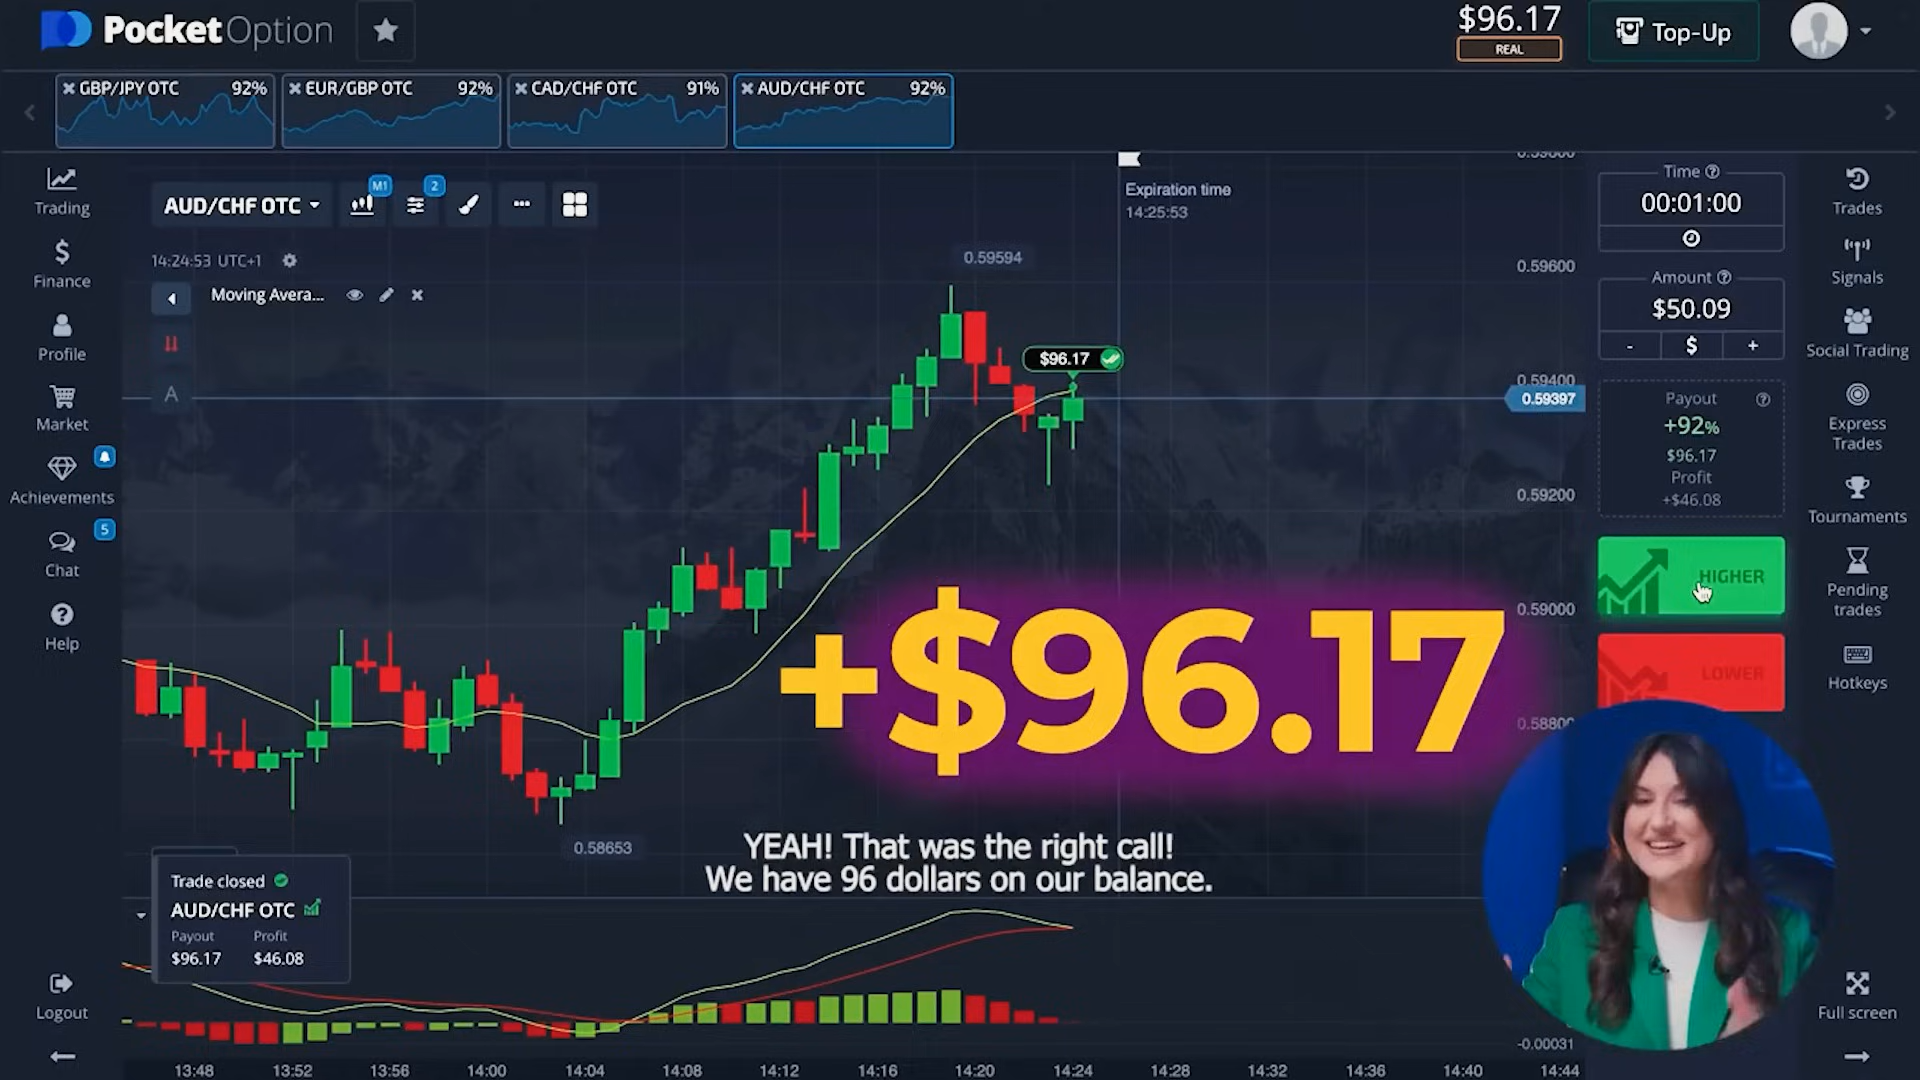 PocketOption
$96.17
REAL
Top-Up
GBP/JPY OTC 92%
EUR/GBP OTC 92%
CAD/CHF OTC 91%
AUD/CHF OTC 92%
Trading
Finance
Profile
Market
Achievements
5
Chat
Help
Logout
AUD/CHF OTC
M1
2
14:24:53 UTC+1
Moving Avera...
A
Expiration time
14:25:53
0.59594
$96.17
0.58653
0.59600
0.59400
0.59397
0.59200
0.59000
0.58800
-0.00031
+$96.17
YEAH! That was the right call!
We have 96 dollars on our balance.
Trade closed
AUD/CHF OTC
Payout Profit
$96.17 $46.08
13:48 13:52 13:56 14:00 14:04 14:08 14:12 14:16 14:20 14:24 14:28 14:32 14:36 14:40 14:44
Time
00:01:00
Amount
$50.09
- $ +
Payout
+92%
$96.17
Profit
+$46.08
HIGHER
LOWER
Trades
Signals
Social Trading
Express
Trades
Tournaments
Pending
trades
Hotkeys
Full screen